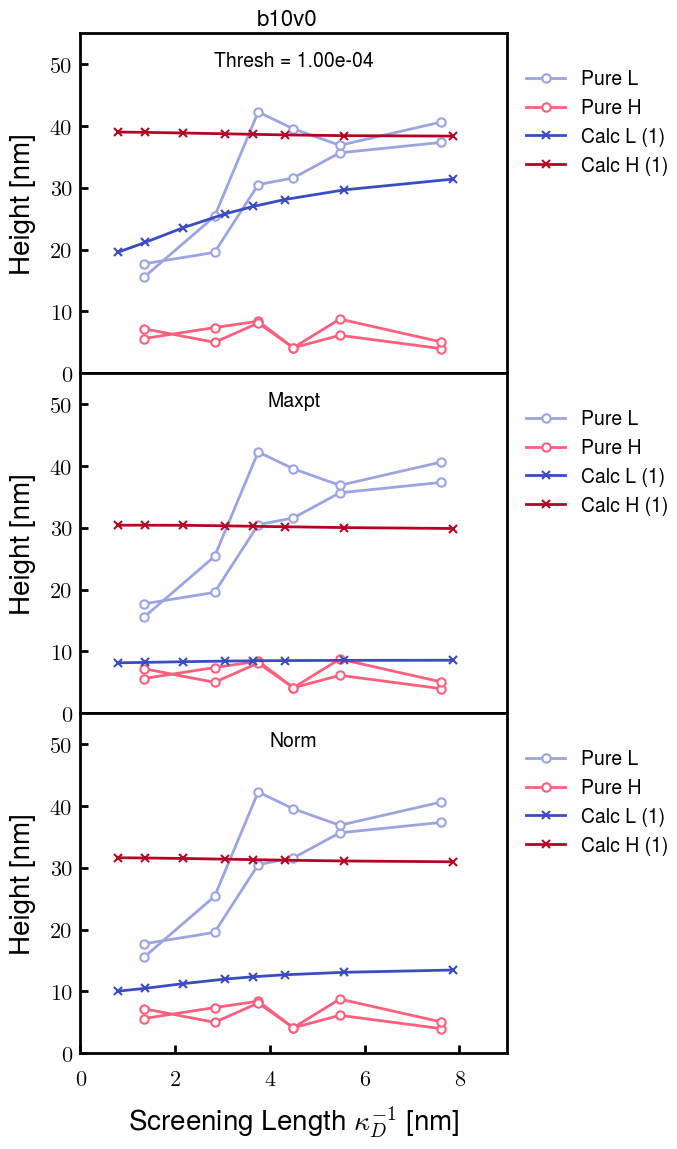 b10v0
Thresh = 1.00e-04
50
40
30
20
10
0
Height [nm]
Pure L
Pure H
Calc L (1)
Calc H (1)
Maxpt
50
40
30
20
10
0
Height [nm]
Pure L
Pure H
Calc L (1)
Calc H (1)
Norm
50
40
30
20
10
0
Height [nm]
Pure L
Pure H
Calc L (1)
Calc H (1)
0 2 4 6 8
Screening Length κ_D^{-1} [nm]